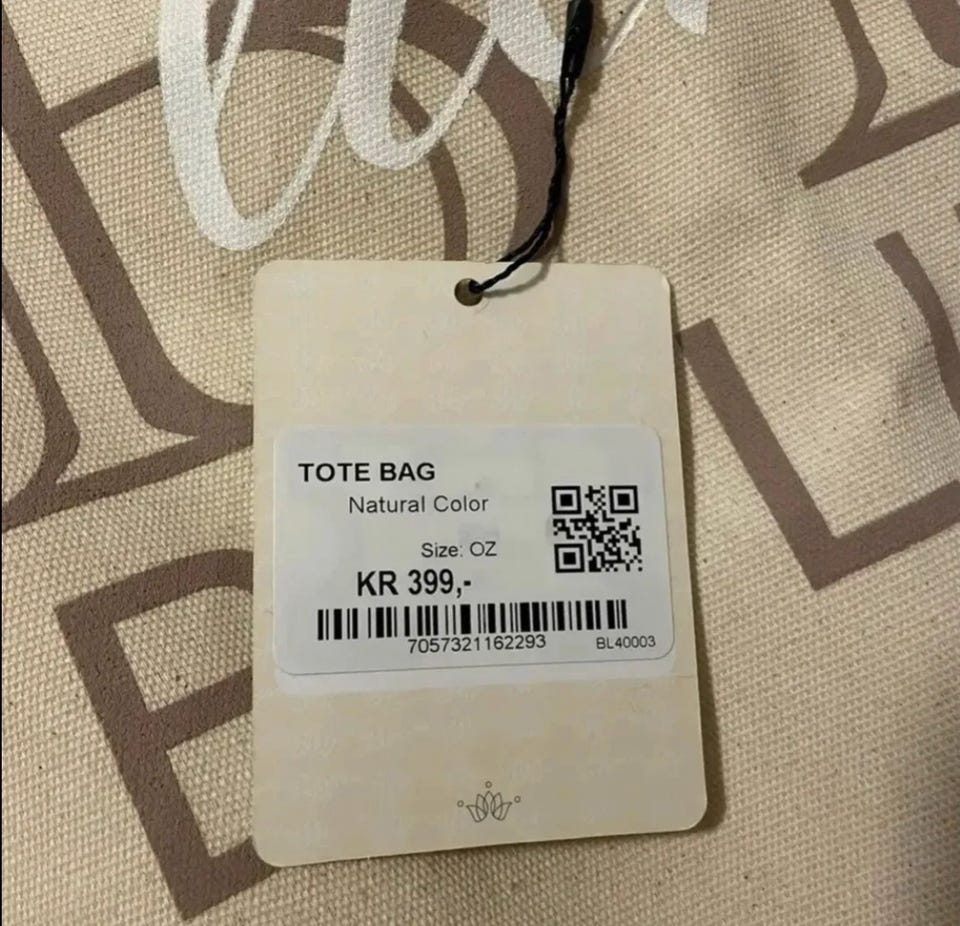 TOTE BAG
Natural Color
Size: OZ
KR 399,-
7057321162293
BL40003